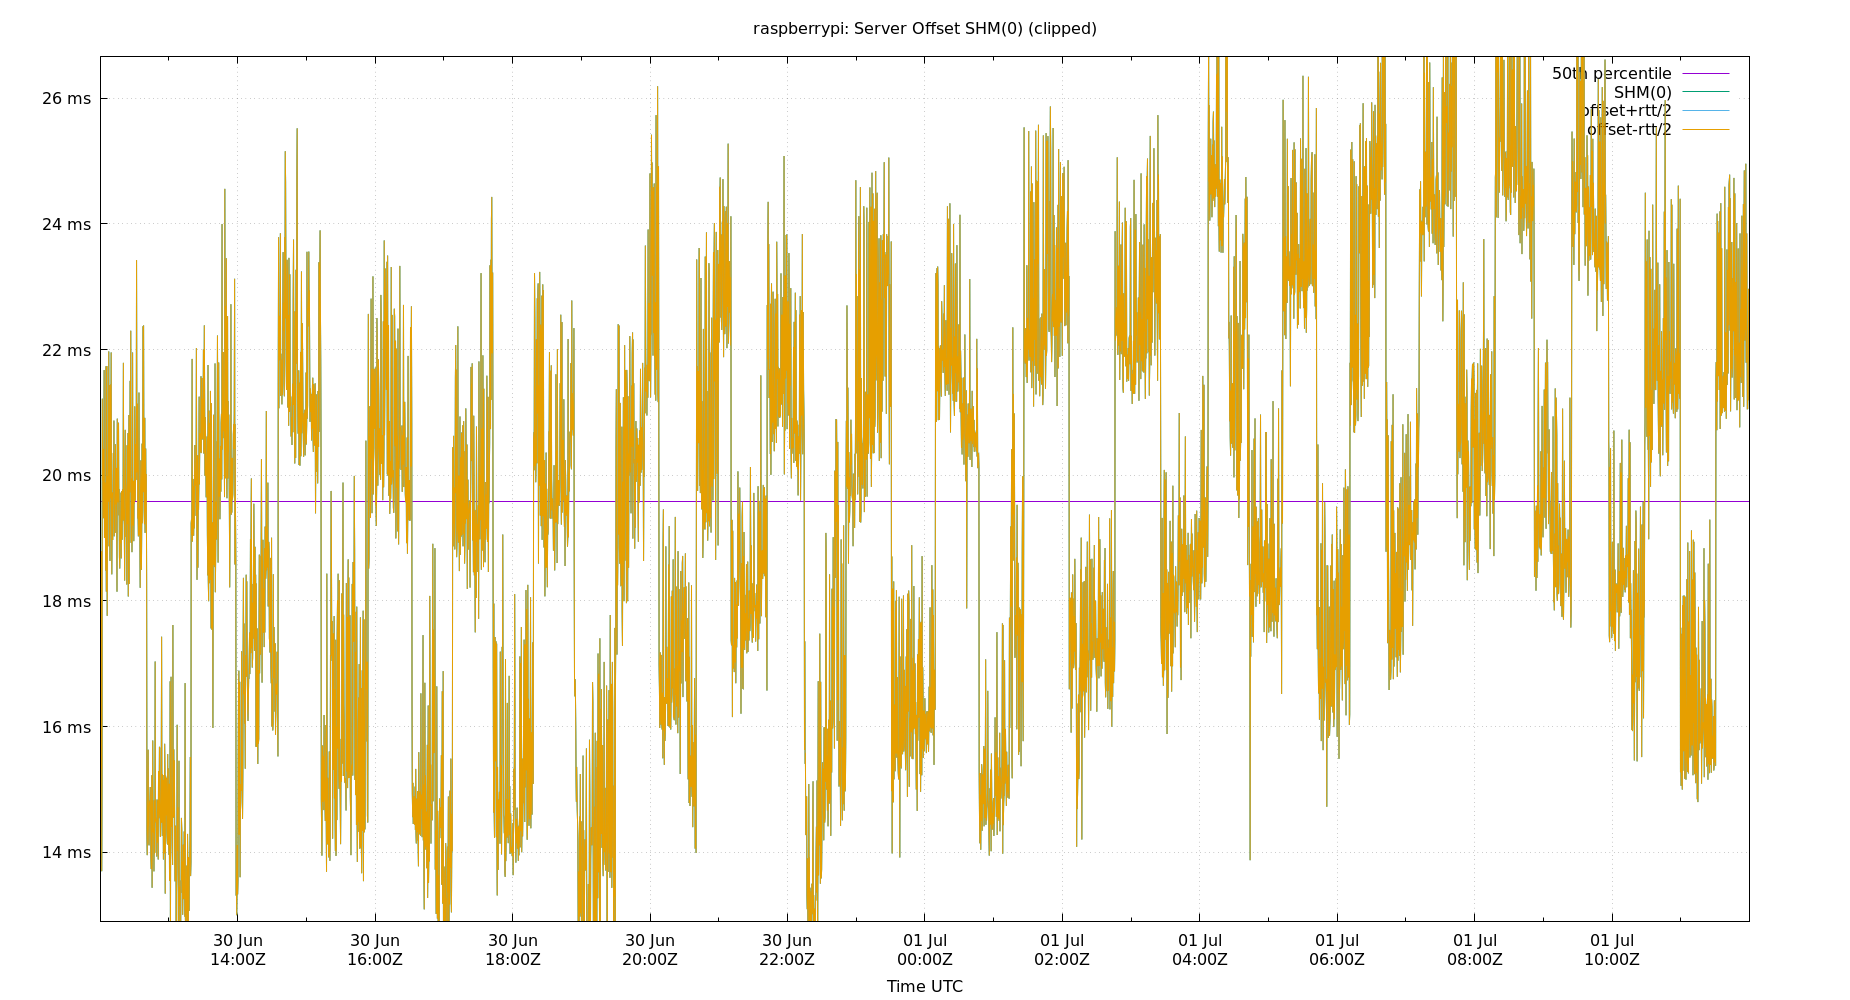 raspberrypi: Server Offset SHM(0) (clipped)
50th percentile
SHM(0)
offset+rtt/2
offset-rtt/2
26 ms
24 ms
22 ms
20 ms
18 ms
16 ms
14 ms
30 Jun 30 Jun 30 Jun 30 Jun 30 Jun 01 Jul 01 Jul 01 Jul 01 Jul 01 Jul 01 Jul
14:00Z 16:00Z 18:00Z 20:00Z 22:00Z 00:00Z 02:00Z 04:00Z 06:00Z 08:00Z 10:00Z
Time UTC